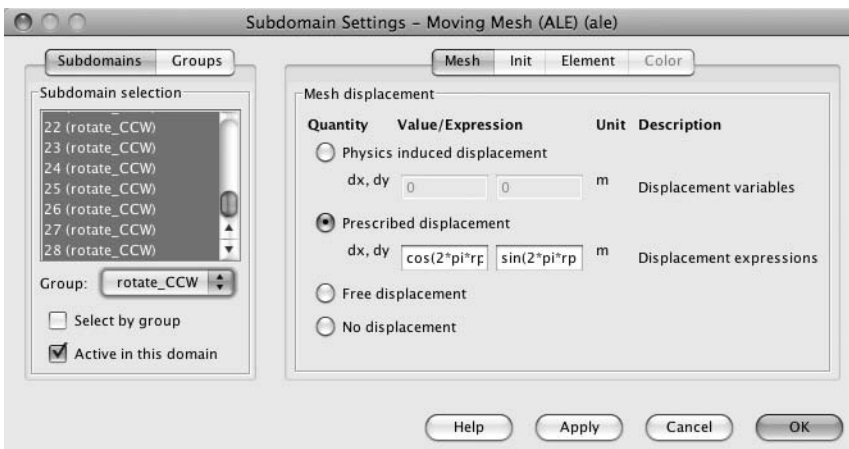 Subdomain Settings – Moving Mesh (ALE) (ale)
Subdomains Groups
Subdomain selection
22 (rotate_CCW)
23 (rotate_CCW)
24 (rotate_CCW)
25 (rotate_CCW)
26 (rotate_CCW)
27 (rotate_CCW)
28 (rotate_CCW)
Group: rotate_CCW
Select by group
Active in this domain
Mesh Init Element Color
Mesh displacement
Quantity Value/Expression Unit Description
Physics induced displacement
dx, dy 0 0 m Displacement variables
Prescribed displacement
dx, dy cos(2*pi*rp sin(2*pi*rp m Displacement expressions
Free displacement
No displacement
Help Apply Cancel OK